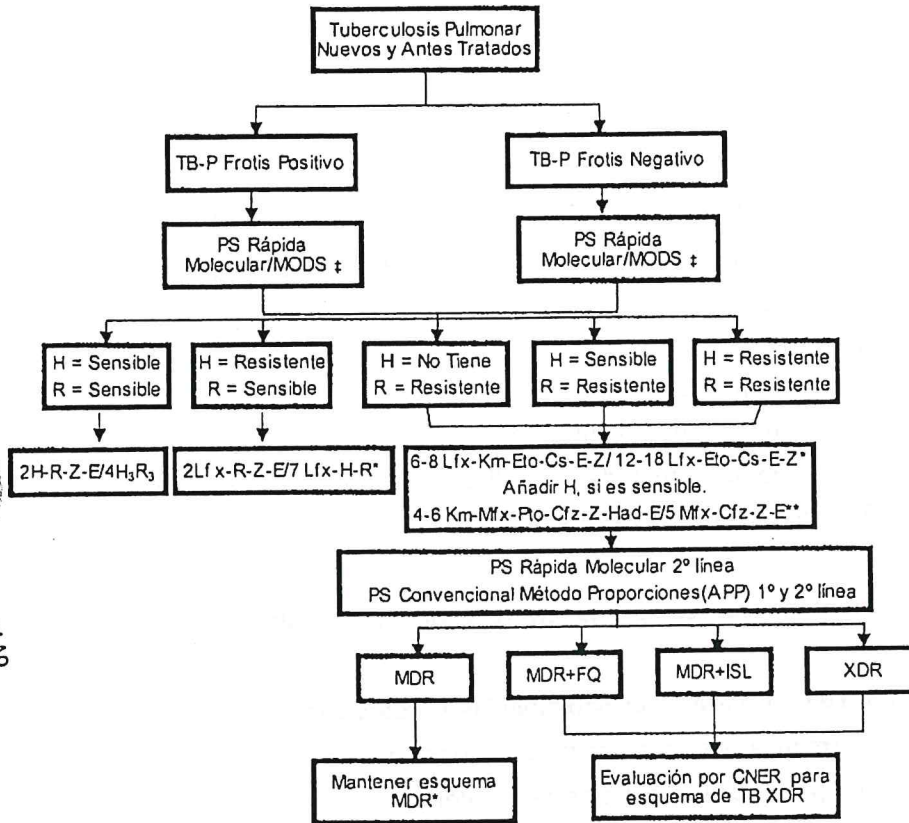 Tuberculosis Pulmonar
Nuevos y Antes Tratados
TB-P Frotis Positivo
TB-P Frotis Negativo
PS Rápida
Molecular/MODS ‡
PS Rápida
Molecular/MODS ‡
H = Sensible
R = Sensible
H = Resistente
R = Sensible
H = No Tiene
R = Resistente
H = Sensible
R = Resistente
H = Resistente
R = Resistente
2H-R-Z-E/4H₃R₃
2Lfx-R-Z-E/7 Lfx-H-R*
6-8 Lfx-Km-Eto-Cs-E-Z/12-18 Lfx-Eto-Cs-E-Z*
Añadir H, si es sensible.
4-6 Km-Mfx-Pto-Cfz-Z-Had-E/5 Mfx-Cfz-Z-E**
PS Rápida Molecular 2º línea
PS Convencional Método Proporciones(APP) 1º y 2º línea
MDR
MDR+FQ
MDR+ISL
XDR
Mantener esquema
MDR*
Evaluación por CNER para
esquema de TB XDR